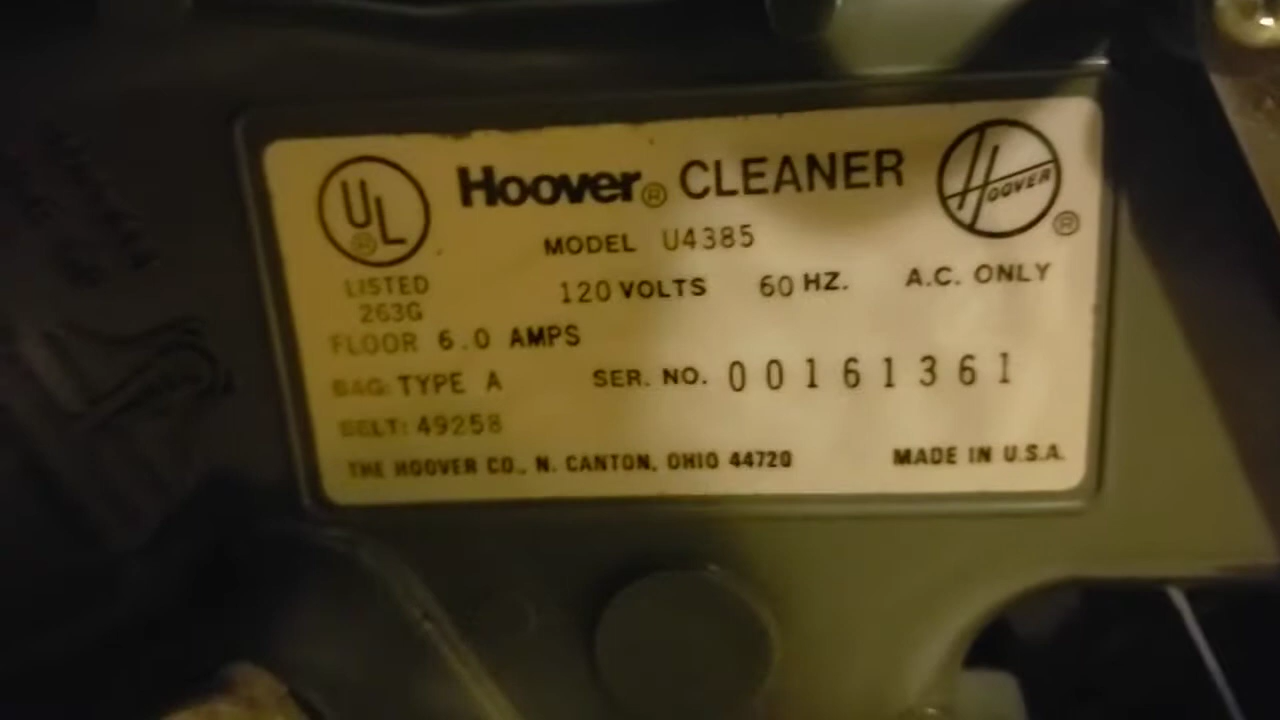 UL ® Hoover® CLEANER HOOVER ®
MODEL U4385
LISTED
263G
120 VOLTS 60 HZ. A.C. ONLY
FLOOR 6.0 AMPS
BAG: TYPE A SER. NO. 00161361
BELT: 49258
THE HOOVER CO., N. CANTON, OHIO 44720 MADE IN U.S.A.